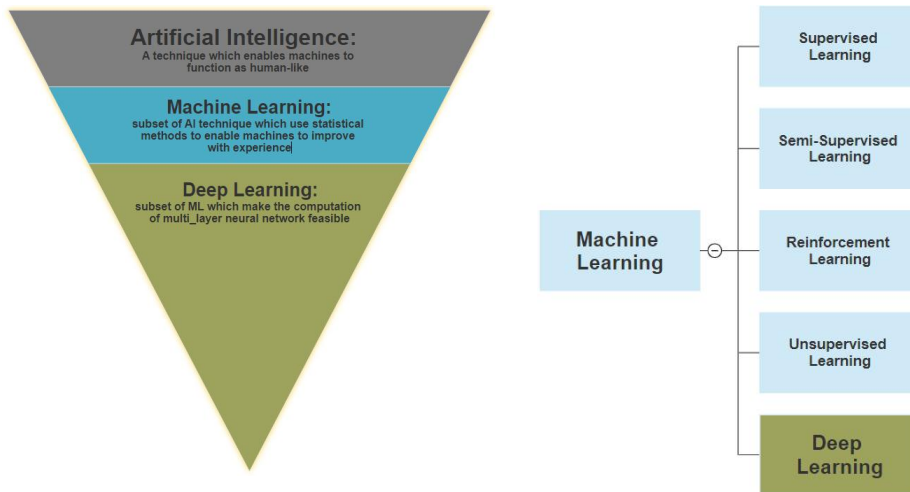 Artificial Intelligence:
A technique which enables machines to
function as human-like
Machine Learning:
subset of AI technique which use statistical
methods to enable machines to improve
with experience
Deep Learning:
subset of ML which make the computation
of multi_layer neural network feasible
Machine
Learning
Supervised
Learning
Semi-Supervised
Learning
Reinforcement
Learning
Unsupervised
Learning
Deep
Learning